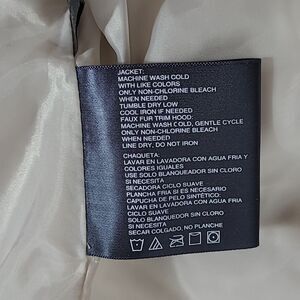 JACKET:
MACHINE WASH COLD
WITH LIKE COLORS
ONLY NON-CHLORINE BLEACH
WHEN NEEDED
TUMBLE DRY LOW
COOL IRON IF NEEDED
FAUX FUR TRIM HOOD:
MACHINE WASH COLD, GENTLE CYCLE
ONLY NON-CHLORINE BLEACH
WHEN NEEDED
LINE DRY, DO NOT IRON
CHAQUETA:
LAVAR EN LAVADORA CON AGUA FRIA Y
COLORES IGUALES
USE SOLO BLANQUEADOR SIN CLORO
SI NECESITA
SECADORA CICLO SUAVE
PLANCHA FRIA SI ES NECESARIO
CAPUCHA DE PELO SINTÉTICO:
LAVAR EN LAVADORA CON AGUA FRIA Y
CICLO SUAVE
SOLO BLANQUEADOR SIN CLORO
SI NECESITA
SECAR COLGADO, NO PLANCHE